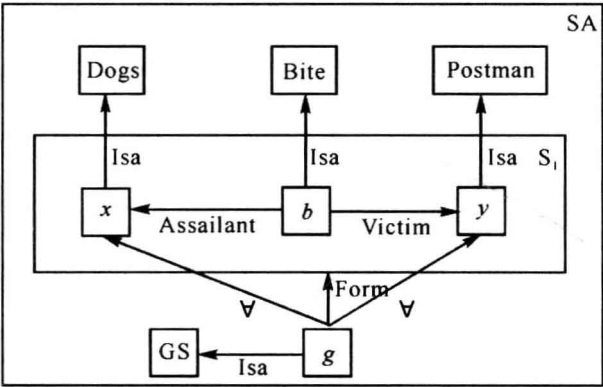 SA
Dogs
Bite
Postman
Isa
Isa
Isa
S₁
x
b
y
Assailant
Victim
Form
∀
∀
GS
g
Isa